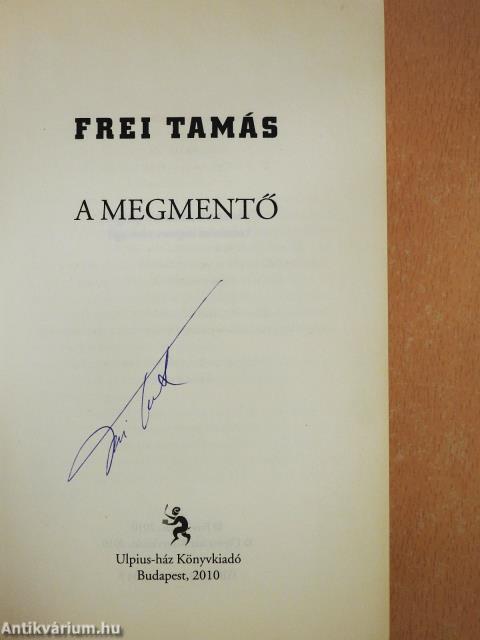 FREI TAMÁS
A MEGMENTŐ
Ulpius-ház Könyvkiadó
Budapest, 2010
Antikvárium.hu